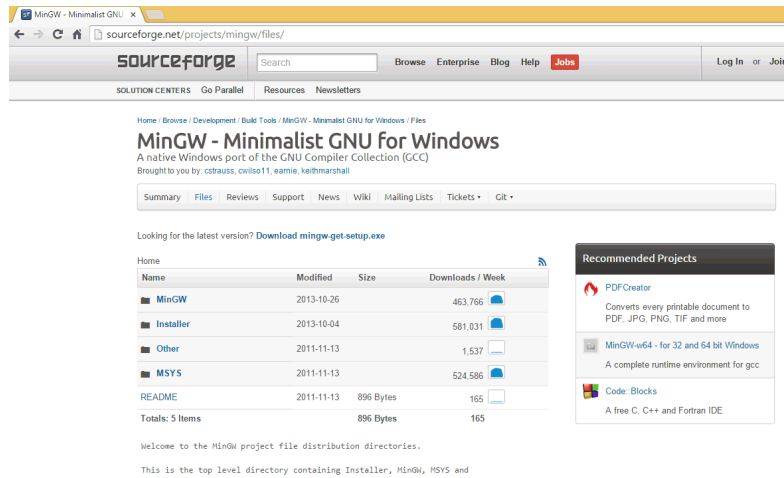 MinGW - Minimalist GNU
sourceforge.net/projects/mingw/files/
sourceforge Search Browse Enterprise Blog Help Jobs Log In or Join
SOLUTION CENTERS Go Parallel Resources Newsletters
Home / Browse / Development / Build Tools / MinGW - Minimalist GNU for Windows / Files
MinGW - Minimalist GNU for Windows
A native Windows port of the GNU Compiler Collection (GCC)
Brought to you by: cstrauss, cwilso11, earnie, keithmarshall
Summary Files Reviews Support News Wiki Mailing Lists Tickets Git
Looking for the latest version? Download mingw-get-setup.exe
Home
Name Modified Size Downloads / Week
MinGW 2013-10-26 463,766
Installer 2013-10-04 581,031
Other 2011-11-13 1,537
MSYS 2011-11-13 524,586
README 2011-11-13 896 Bytes 165
Totals: 5 Items 896 Bytes 165
Welcome to the MinGW project file distribution directories.
This is the top level directory containing Installer, MinGW, MSYS and
Recommended Projects
PDFCreator
Converts every printable document to
PDF, JPG, PNG, TIF and more
MinGW-w64 - for 32 and 64 bit Windows
A complete runtime environment for gcc
Code::Blocks
A free C, C++ and Fortran IDE